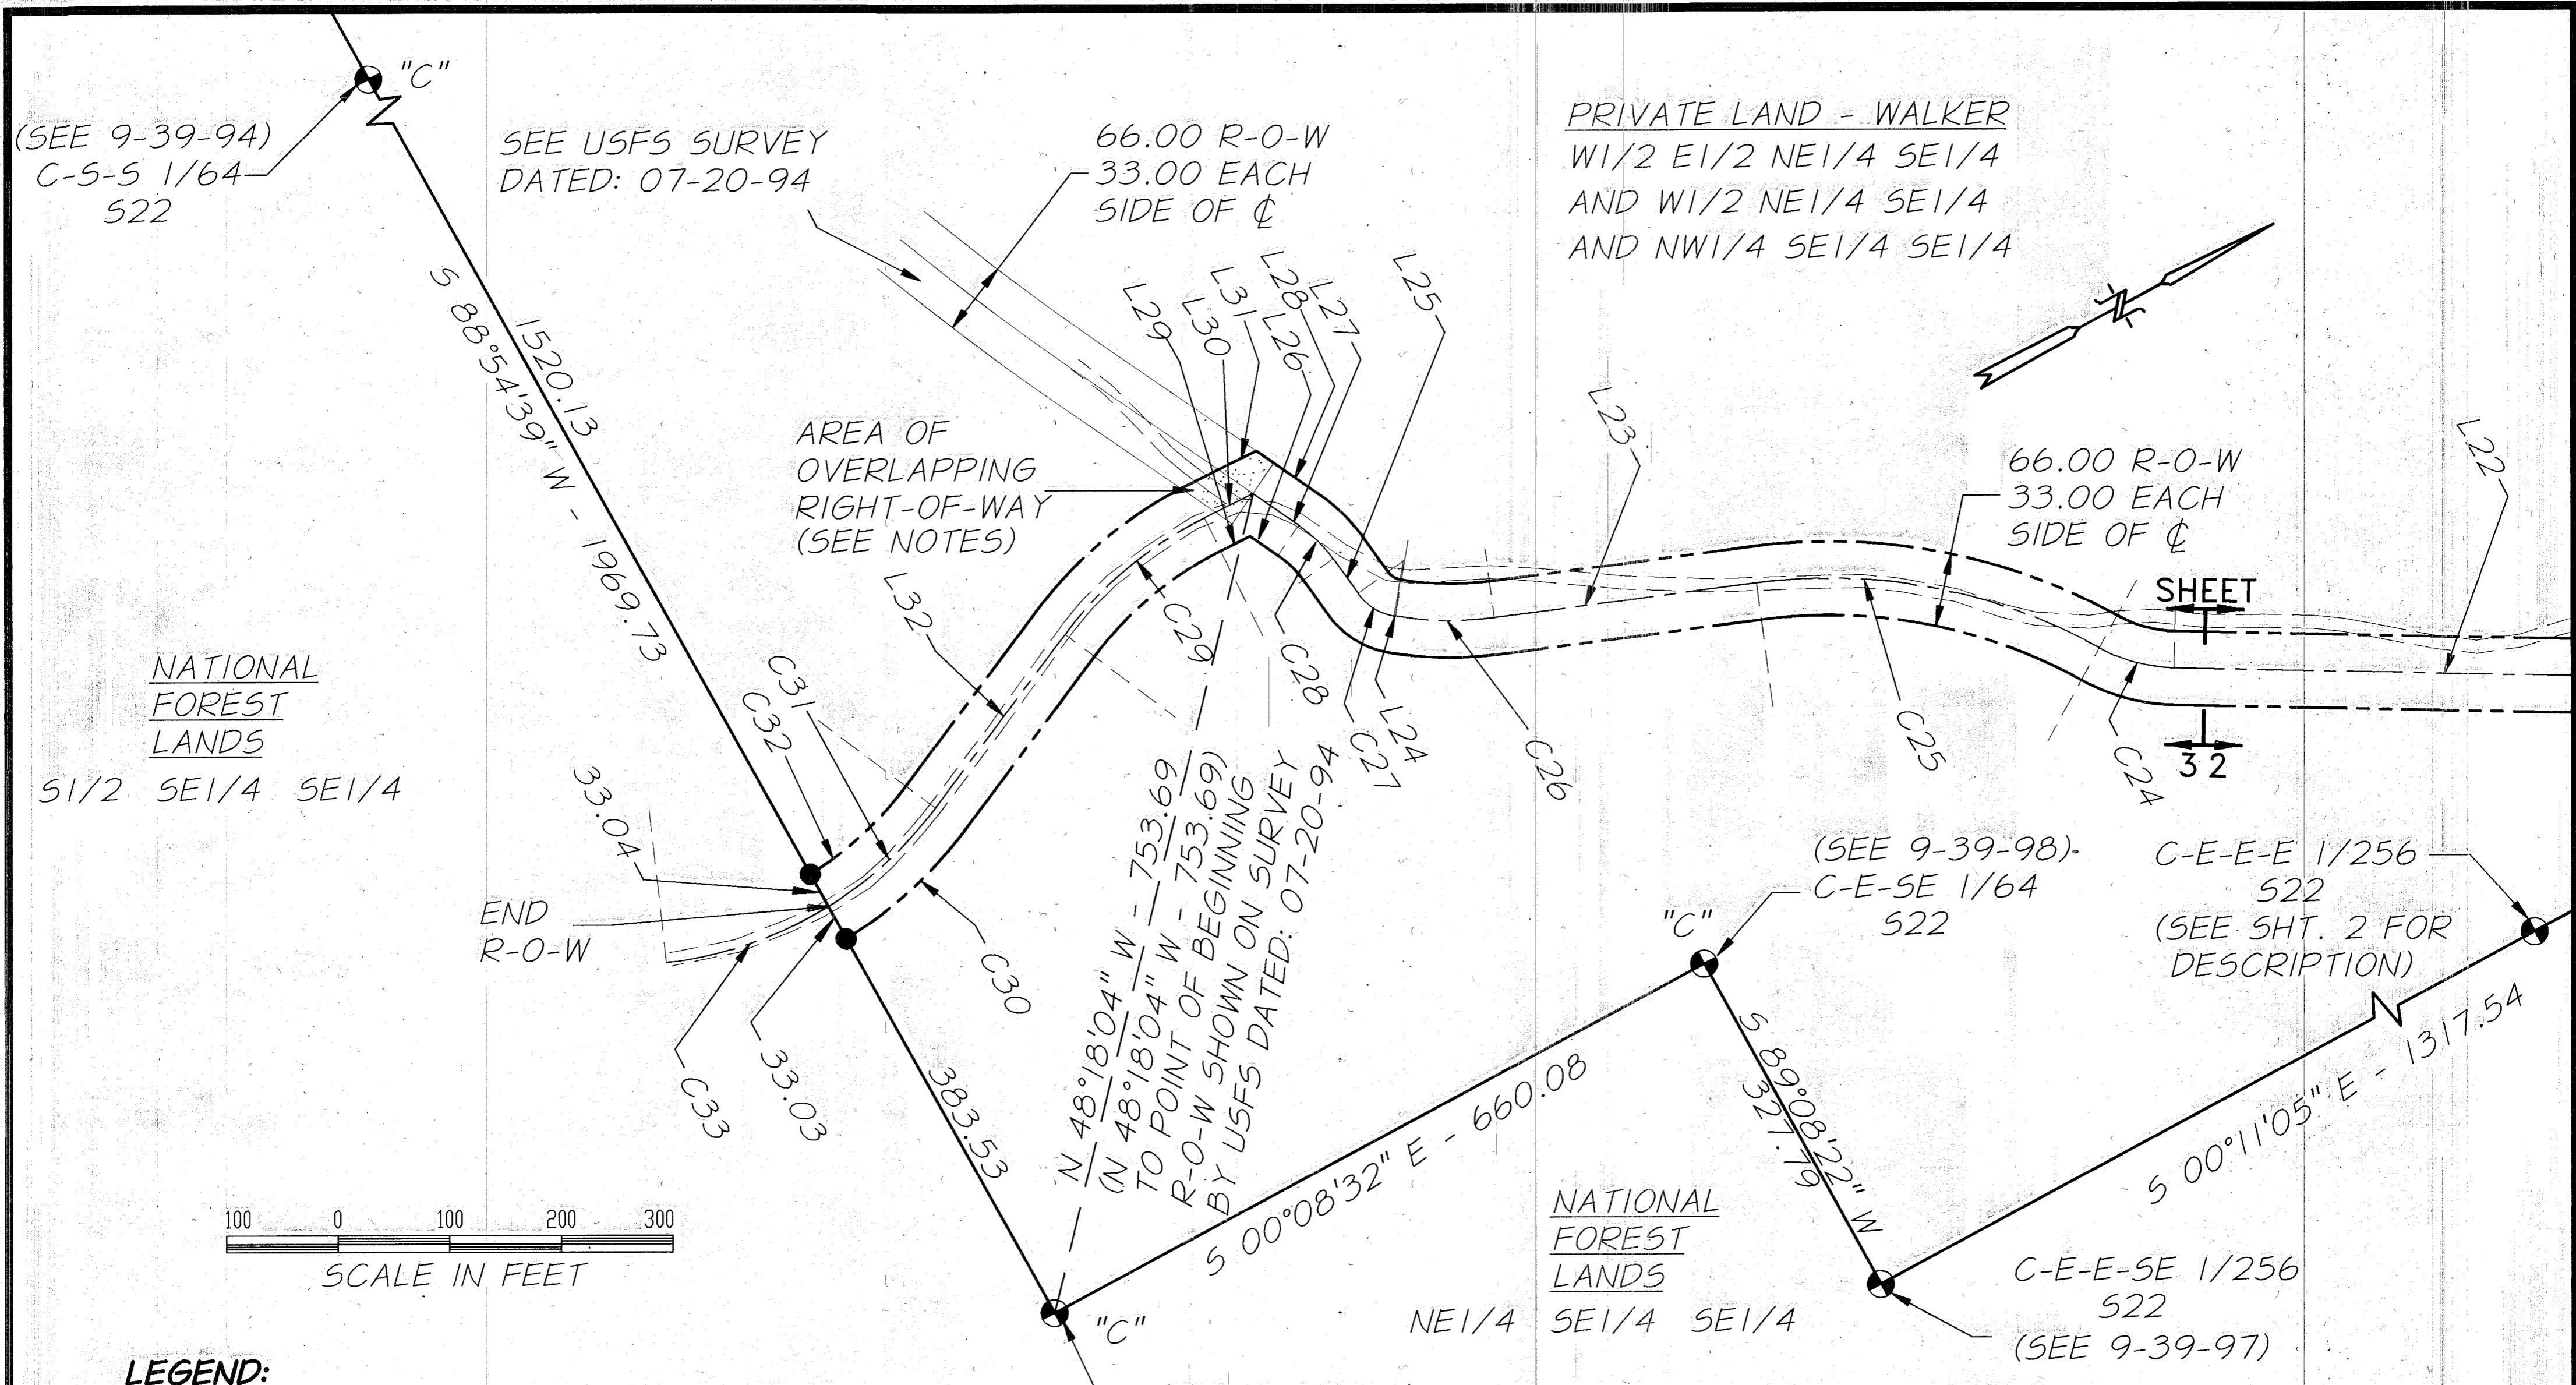 "C"
(SEE 9-39-94)
C-S-S 1/64
S22
SEE USFS SURVEY
DATED: 07-20-94
66.00 R-O-W
33.00 EACH
SIDE OF ℄
PRIVATE LAND - WALKER
W1/2 E1/2 NE1/4 SE1/4
AND W1/2 NE1/4 SE1/4
AND NW1/4 SE1/4 SE1/4
1520.13
S 88°54'39" W - 1969.73
L29
L30
L31
L26
L28
L27
L25
L23
L22
AREA OF
OVERLAPPING
RIGHT-OF-WAY
(SEE NOTES)
66.00 R-O-W
33.00 EACH
SIDE OF ℄
SHEET
3 2
L32
C29
C28
C27
L24
C26
C25
C24
C31
C32
NATIONAL
FOREST
LANDS
S1/2 SE1/4 SE1/4
33.04
END
R-O-W
C33
33.03
C30
383.53
N 48°18'04" W - 753.69
(N 48°18'04" W - 753.69)
TO POINT OF BEGINNING
R-O-W SHOWN ON SURVEY
BY USFS DATED: 07-20-94
(SEE 9-39-98)
C-E-SE 1/64
S22
"C"
C-E-E-E 1/256
S22
(SEE SHT. 2 FOR
DESCRIPTION)
S 00°08'32" E - 660.08
S 89°08'22" W
327.79
S 00°11'05" E - 1317.54
NATIONAL
FOREST
LANDS
NE1/4 SE1/4 SE1/4
C-E-E-SE 1/256
S22
(SEE 9-39-97)
"C"
100 0 100 200 300
SCALE IN FEET
LEGEND: